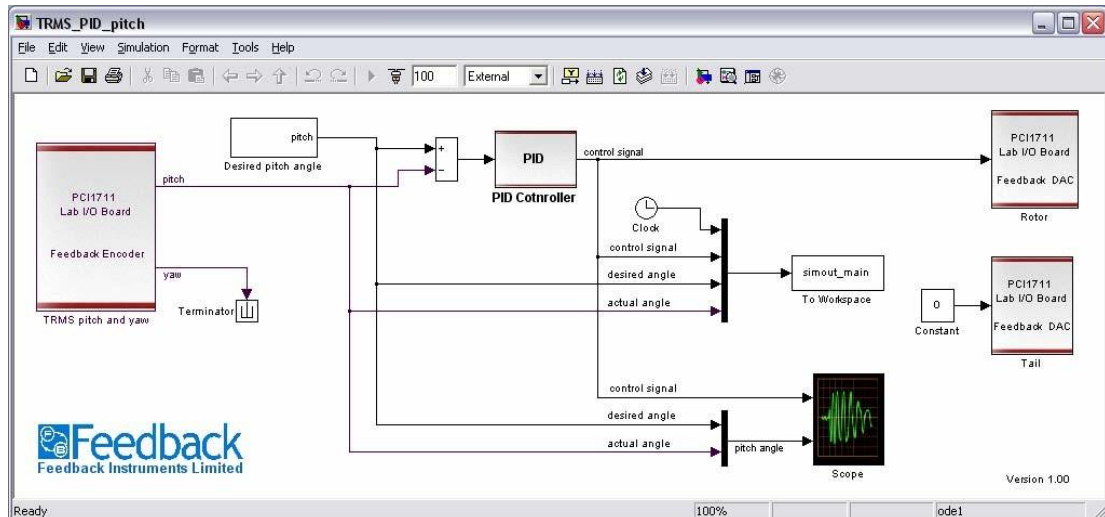 TRMS_PID_pitch
File Edit View Simulation Format Tools Help
100
External
PCI1711
Lab I/O Board
Feedback Encoder
TRMS pitch and yaw
pitch
yaw
Terminator
pitch
Desired pitch angle
+
−
PID
PID Cotnroller
control signal
PCI1711
Lab I/O Board
Feedback DAC
Rotor
Clock
control signal
desired angle
actual angle
simout_main
To Workspace
0
Constant
PCI1711
Lab I/O Board
Feedback DAC
Tail
control signal
desired angle
actual angle
pitch angle
Scope
Feedback
Feedback Instruments Limited
Version 1.00
Ready
100%
ode1